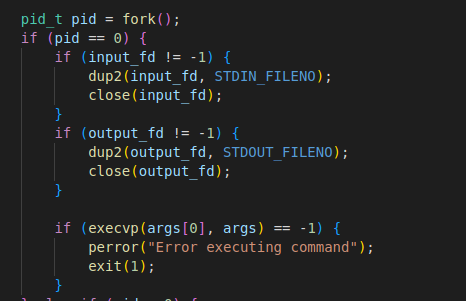 pid_t pid = fork();
if (pid == 0) {
    if (input_fd != -1) {
        dup2(input_fd, STDIN_FILENO);
        close(input_fd);
    }
    if (output_fd != -1) {
        dup2(output_fd, STDOUT_FILENO);
        close(output_fd);
    }

    if (execvp(args[0], args) == -1) {
        perror("Error executing command");
        exit(1);
    }